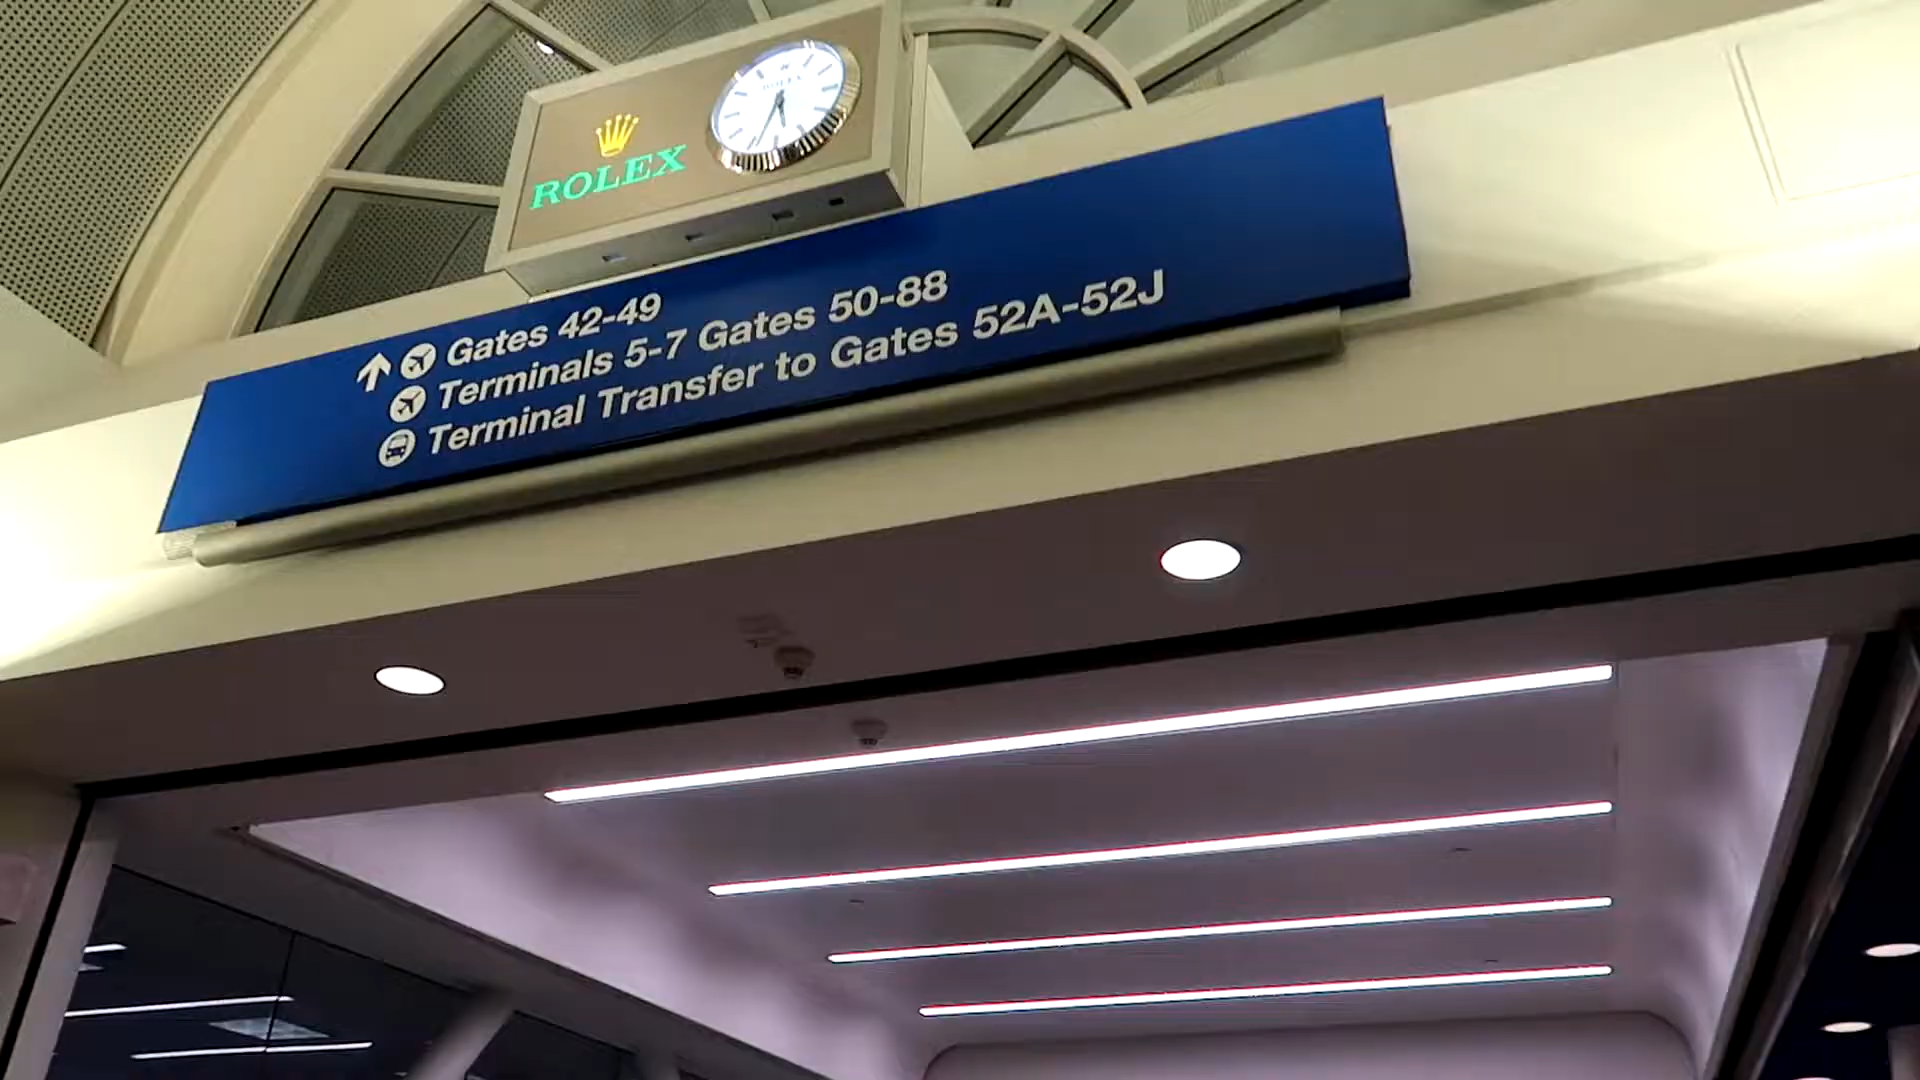 ROLEX
Gates 42-49
Terminals 5-7 Gates 50-88
Terminal Transfer to Gates 52A-52J